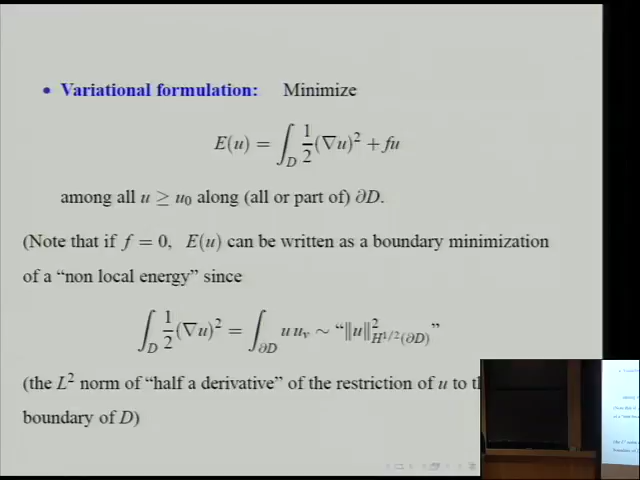 • Variational formulation: Minimize
E(u) = ∫_D 1/2 (∇u)² + fu
among all u ≥ u₀ along (all or part of) ∂D.
(Note that if f = 0, E(u) can be written as a boundary minimization
of a “non local energy” since
∫_D 1/2 (∇u)² = ∫_∂D u u_ν ∼ “‖u‖²_{H^{1/2}(∂D)}”
(the L² norm of “half a derivative” of the restriction of u to
boundary of D)